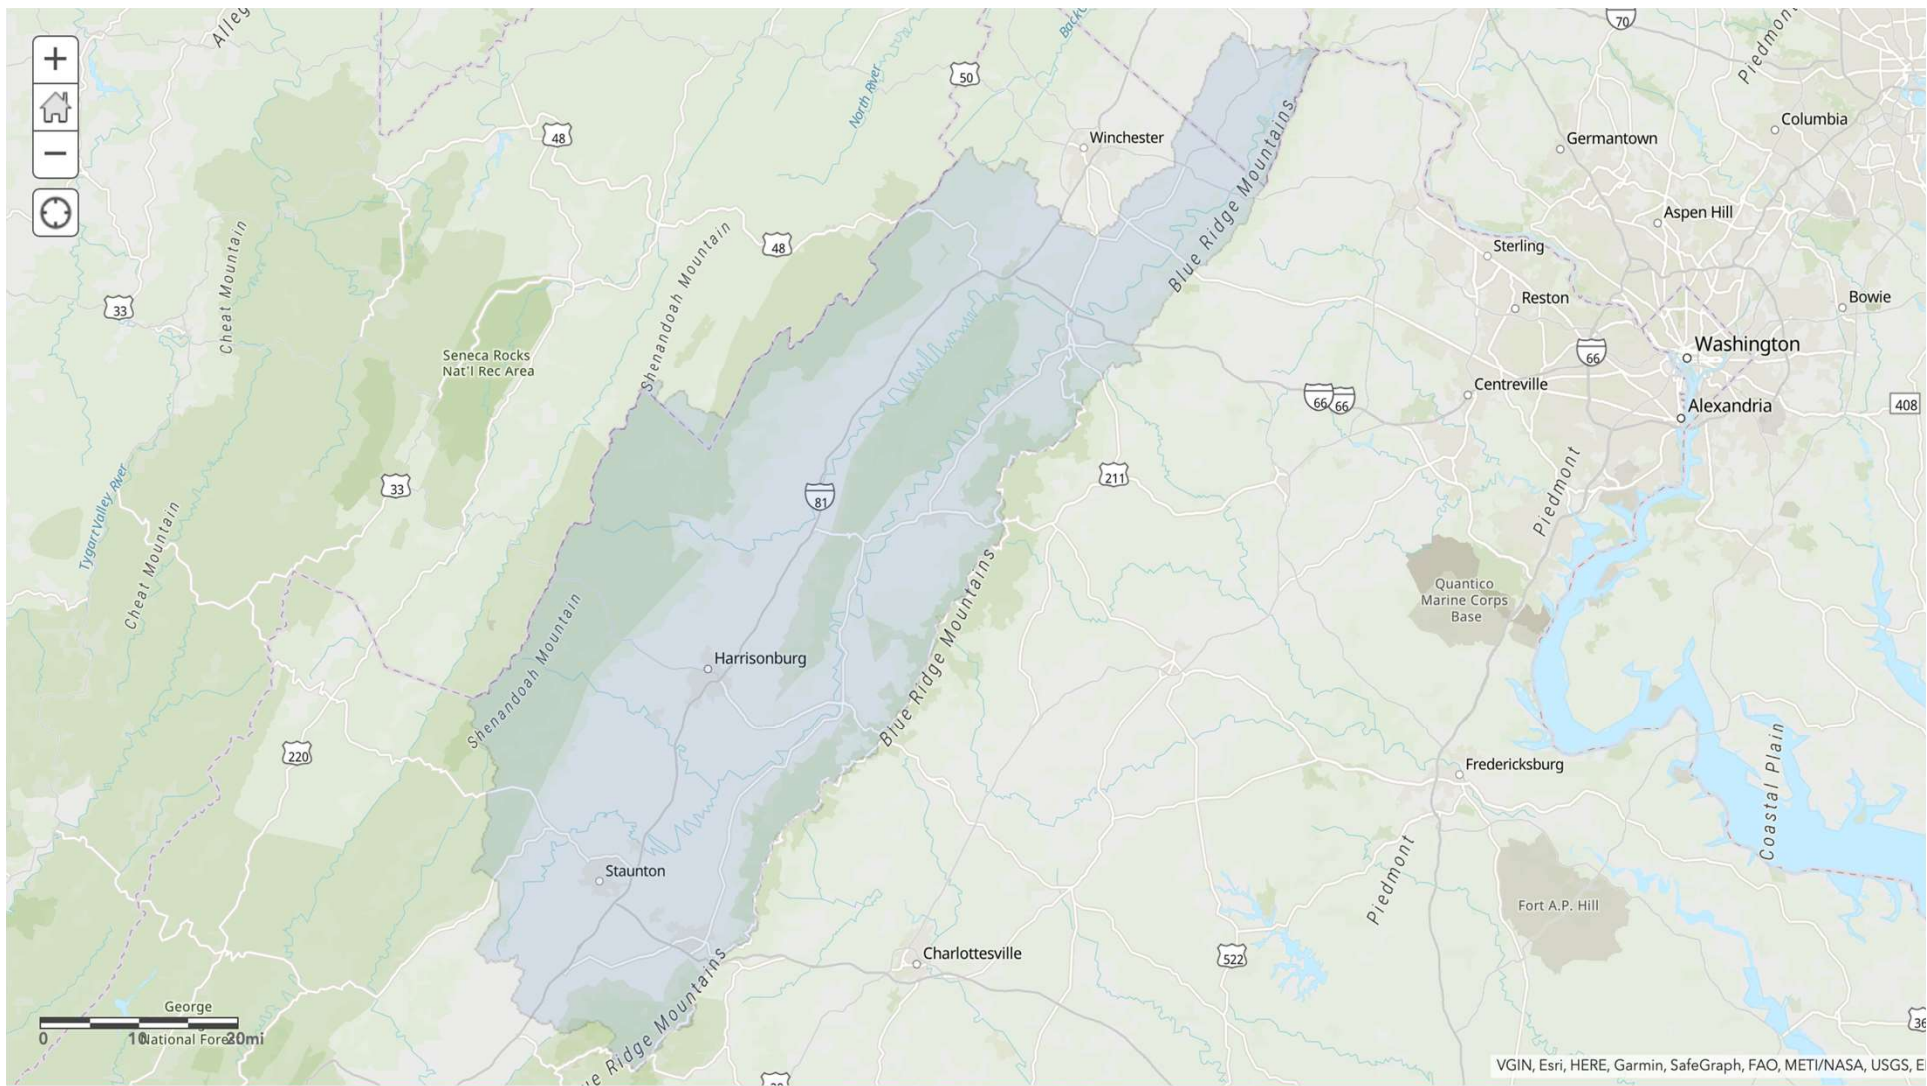 70
Alleg
Piedmont
BackC
50
North River
48
Winchester
Columbia
Germantown
Aspen Hill
Cheat Mountain
Sterling
48
Blue Ridge Mountains
Shenandoah Mountain
Reston
Bowie
33
Washington
66
Seneca Rocks
Nat'l Rec Area
Centreville
66
66
Alexandria
408
211
33
81
Piedmont
Tygart Valley River
Cheat Mountain
Quantico
Marine Corps
Base
Shenandoah Mountain
Blue Ridge Mountains
Harrisonburg
220
Fredericksburg
Coastal Plain
Staunton
Piedmont
Fort A.P. Hill
Charlottesville
522
George
0
10
20mi
National Forest
ue Ridge Mountains
36
VGIN, Esri, HERE, Garmin, SafeGraph, FAO, METI/NASA, USGS, E